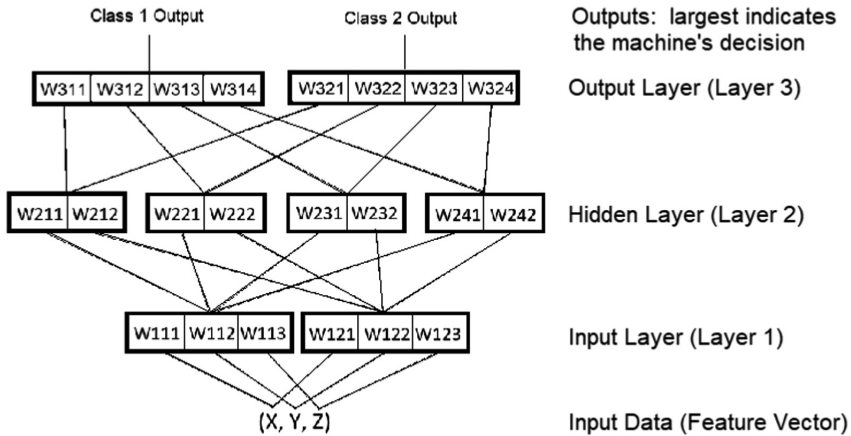 Class 1 Output Class 2 Output Outputs: largest indicates
the machine's decision
W311 W312 W313 W314 W321 W322 W323 W324 Output Layer (Layer 3)
W211 W212 W221 W222 W231 W232 W241 W242 Hidden Layer (Layer 2)
W111 W112 W113 W121 W122 W123 Input Layer (Layer 1)
(X, Y, Z) Input Data (Feature Vector)